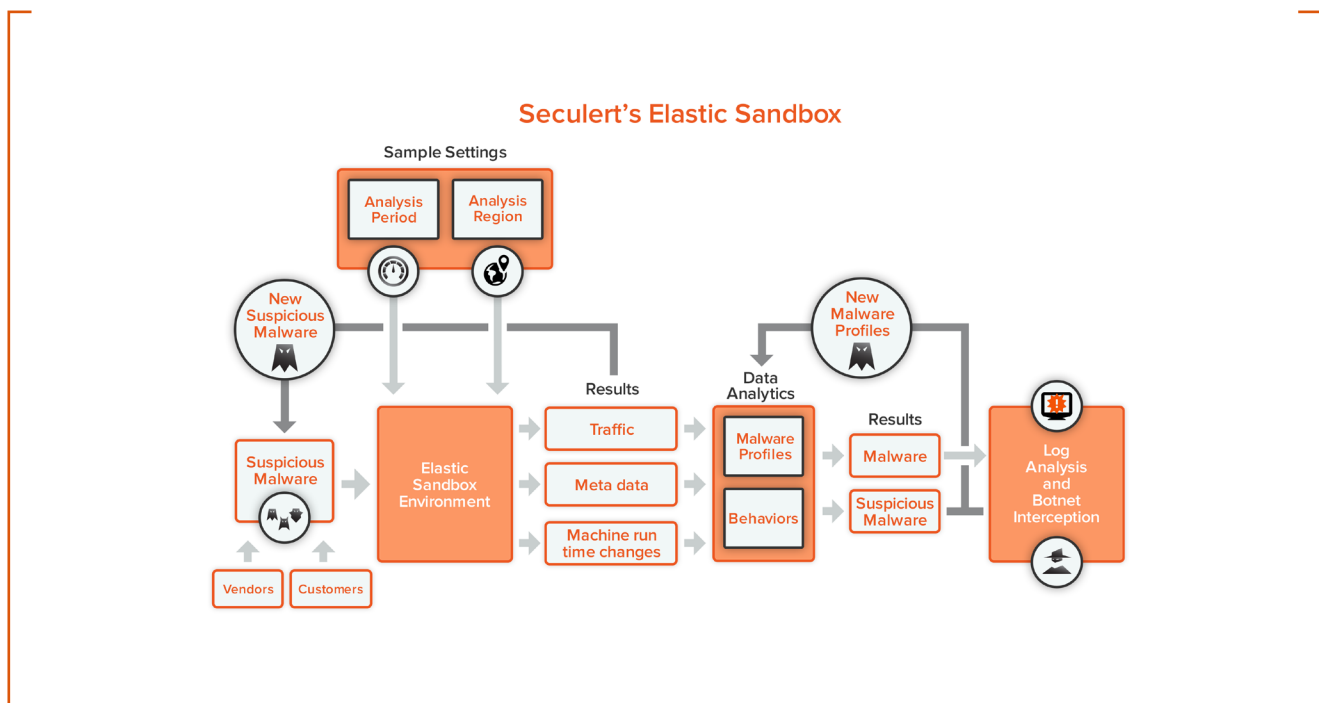 Seculert's Elastic Sandbox
Sample Settings
Analysis
Period
Analysis
Region
New
Suspicious
Malware
New
Malware
Profiles
Results
Data
Analytics
Results
Suspicious
Malware
Vendors
Customers
Elastic
Sandbox
Environment
Traffic
Meta data
Machine run
time changes
Malware
Profiles
Behaviors
Malware
Suspicious
Malware
Log
Analysis
and
Botnet
Interception